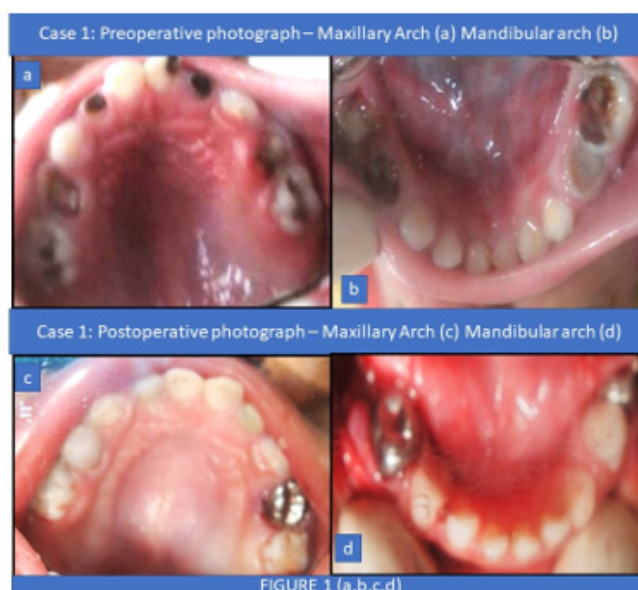 Case 1: Preoperative photograph – Maxillary Arch (a) Mandibular arch (b)
a
b
Case 1: Postoperative photograph – Maxillary Arch (c) Mandibular arch (d)
c
d
FIGURE 1 (a,b,c,d)